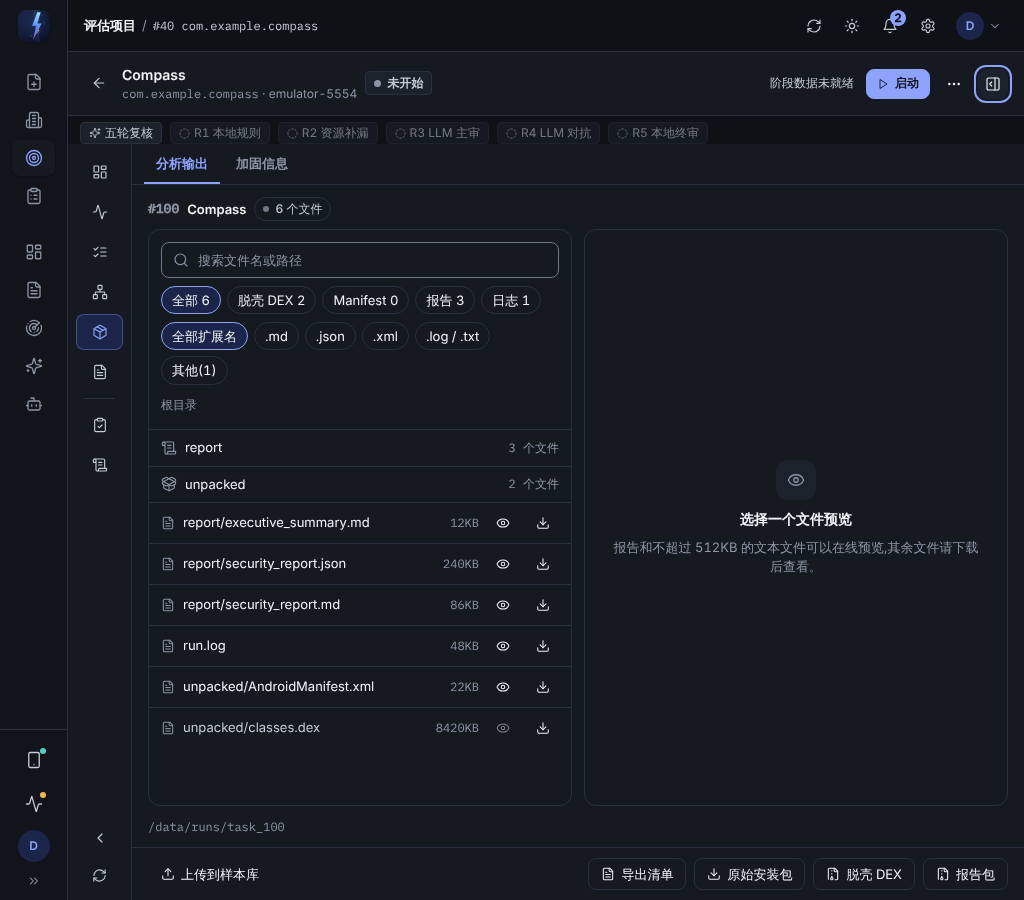 评估项目 / #40 com.example.compass
2
D
Compass
com.example.compass · emulator-5554
未开始
阶段数据未就绪
启动
五轮复核
R1 本地规则
R2 资源补漏
R3 LLM 主审
R4 LLM 对抗
R5 本地终审
分析输出
加固信息
#100 Compass
6 个文件
搜索文件名或路径
全部 6
脱壳 DEX 2
Manifest 0
报告 3
日志 1
全部扩展名
.md
.json
.xml
.log / .txt
其他(1)
根目录
report
3 个文件
unpacked
2 个文件
report/executive_summary.md
12KB
report/security_report.json
240KB
report/security_report.md
86KB
run.log
48KB
unpacked/AndroidManifest.xml
22KB
unpacked/classes.dex
8420KB
选择一个文件预览
报告和不超过 512KB 的文本文件可以在线预览,其余文件请下载
后查看。
/data/runs/task_100
D
上传到样本库
导出清单
原始安装包
脱壳 DEX
报告包